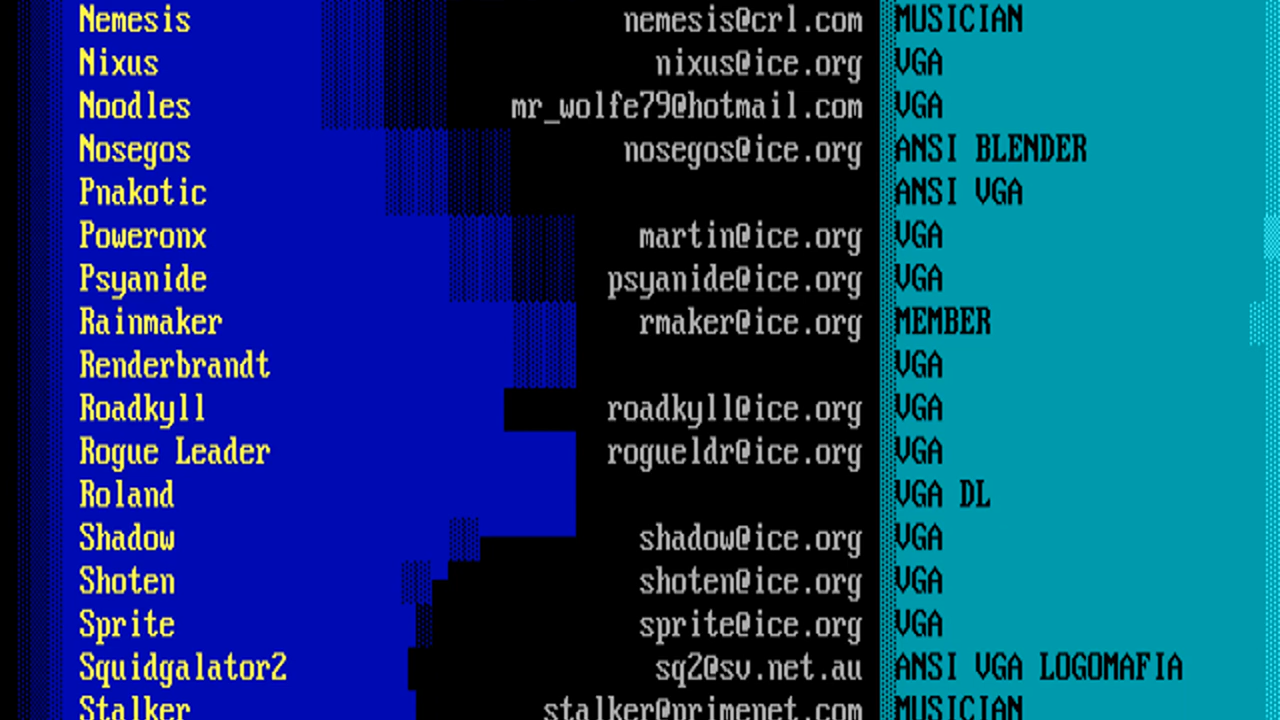 Nemesis nemesis@crl.com MUSICIAN
Nixus nixus@ice.org VGA
Noodles mr_wolfe79@hotmail.com VGA
Nosegos nosegos@ice.org ANSI BLENDER
Pnakotic ANSI VGA
Poweronx martin@ice.org VGA
Psyanide psyanide@ice.org VGA
Rainmaker rmaker@ice.org MEMBER
Renderbrandt VGA
Roadkyll roadkyll@ice.org VGA
Rogue Leader rogueldr@ice.org VGA
Roland VGA DL
Shadow shadow@ice.org VGA
Shoten shoten@ice.org VGA
Sprite sprite@ice.org VGA
Squidgalator2 sq2@sv.net.au ANSI VGA LOGOMAFIA
Stalker stalker@primenet.com MUSICIAN